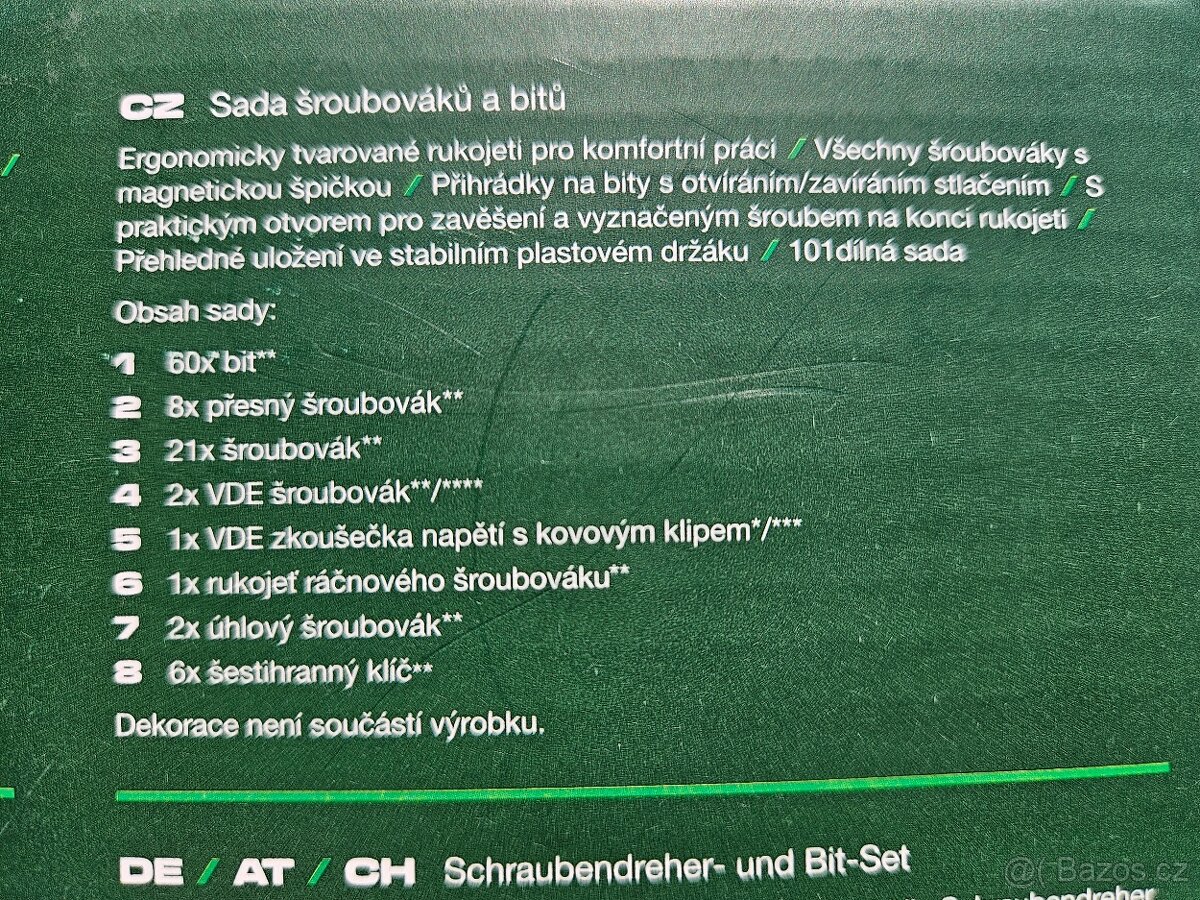 CZ Sada šroubováků a bitů
Ergonomicky tvarované rukojeti pro komfortní práci / Všechny šroubováky s
magnetickou špičkou / Přihrádky na bity s otvíráním/zavíráním stlačením / S
praktickým otvorem pro zavěšení a vyznačeným šroubem na konci rukojeti /
Přehledné uložení ve stabilním plastovém držáku / 101dílná sada
Obsah sady:
1 60x bit**
2 8x přesný šroubovák**
3 21x šroubovák**
4 2x VDE šroubovák**/****
5 1x VDE zkoušečka napětí s kovovým klipem*/***
6 1x rukojeť ráčnového šroubováku**
7 2x úhlový šroubovák**
8 6x šestihranný klíč**
Dekorace není součástí výrobku.
DE / AT / CH Schraubendreher- und Bit-Set
Schraubendreher
@( Bazos.cz